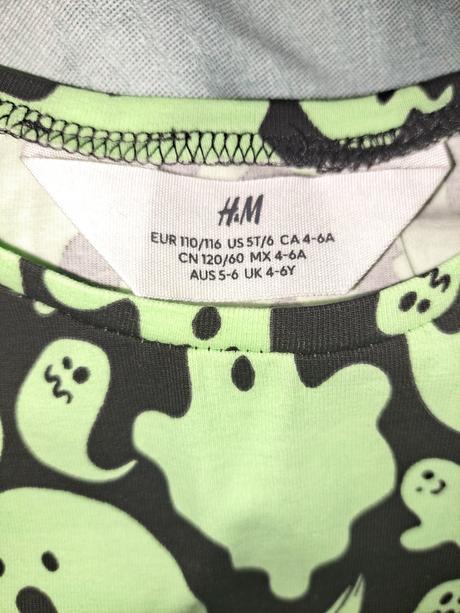 H&M
EUR 110/116 US 5T/6 CA 4-6A
CN 120/60 MX 4-6A
AUS 5-6 UK 4-6Y